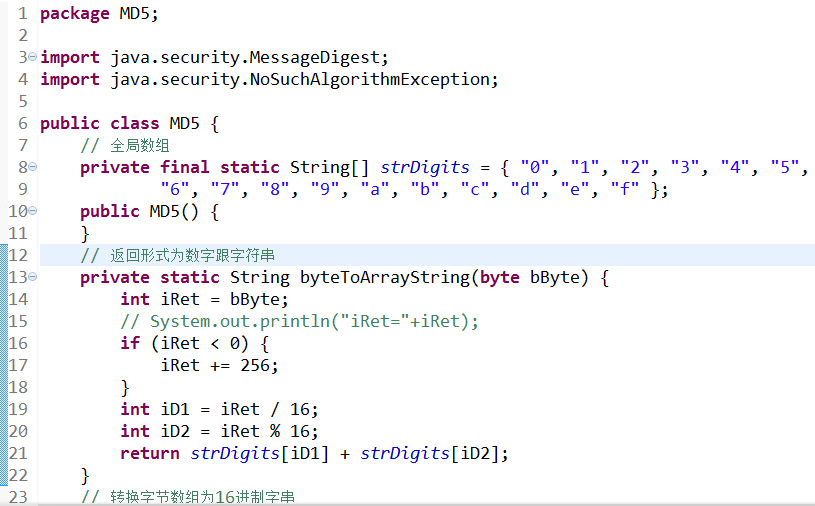 1 package MD5;
2
3 import java.security.MessageDigest;
4 import java.security.NoSuchAlgorithmException;
5
6 public class MD5 {
7     // 全局数组
8     private final static String[] strDigits = { "0", "1", "2", "3", "4", "5",
9             "6", "7", "8", "9", "a", "b", "c", "d", "e", "f" };
10     public MD5() {
11     }
12     // 返回形式为数字跟字符串
13     private static String byteToArrayString(byte bByte) {
14         int iRet = bByte;
15         // System.out.println("iRet="+iRet);
16         if (iRet < 0) {
17             iRet += 256;
18         }
19         int iD1 = iRet / 16;
20         int iD2 = iRet % 16;
21         return strDigits[iD1] + strDigits[iD2];
22     }
23     // 转换字节数组为16进制字串